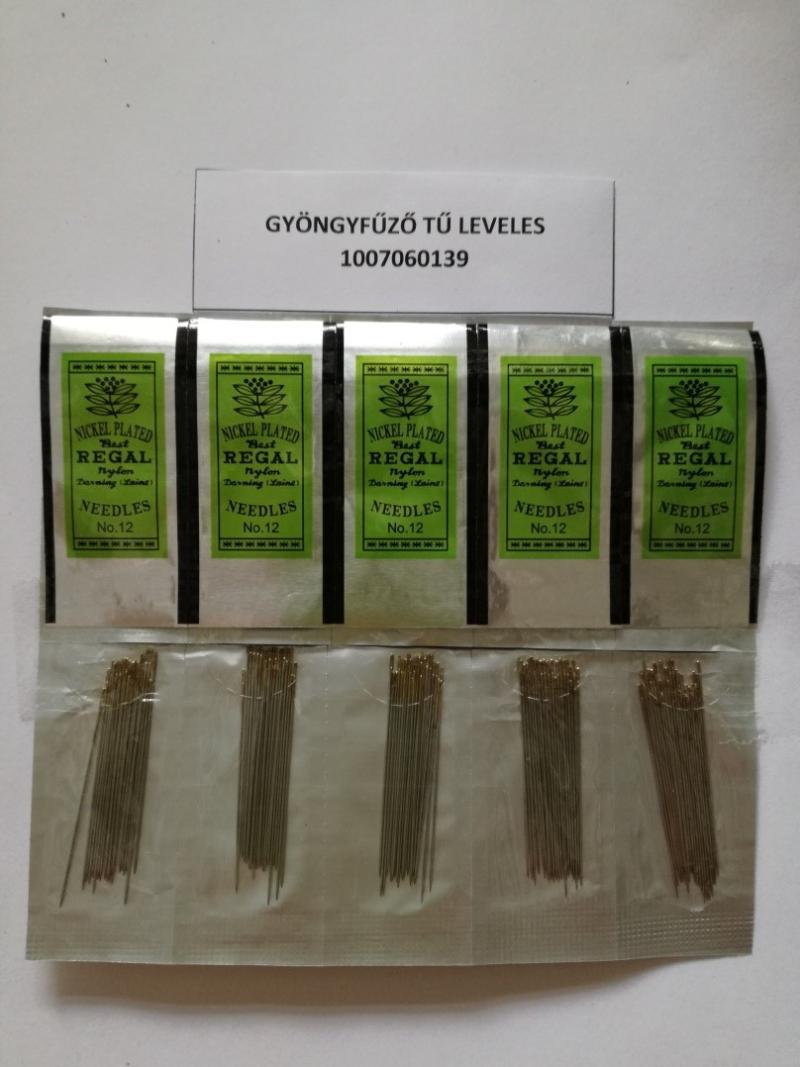 GYÖNGYFŰZŐ TŰ LEVELES
1007060139
NICKEL PLATED
Best
REGAL
Nylon
Darning (Laine)
NEEDLES
No.12
NICKEL PLATED
Best
REGAL
Nylon
Darning (Laine)
NEEDLES
No.12
NICKEL PLATED
Best
REGAL
Nylon
Darning (Laine)
NEEDLES
No.12
NICKEL PLATED
Best
REGAL
Nylon
Darning (Laine)
NEEDLES
No.12
NICKEL PLATED
Best
REGAL
Nylon
Darning (Laine)
NEEDLES
No.12